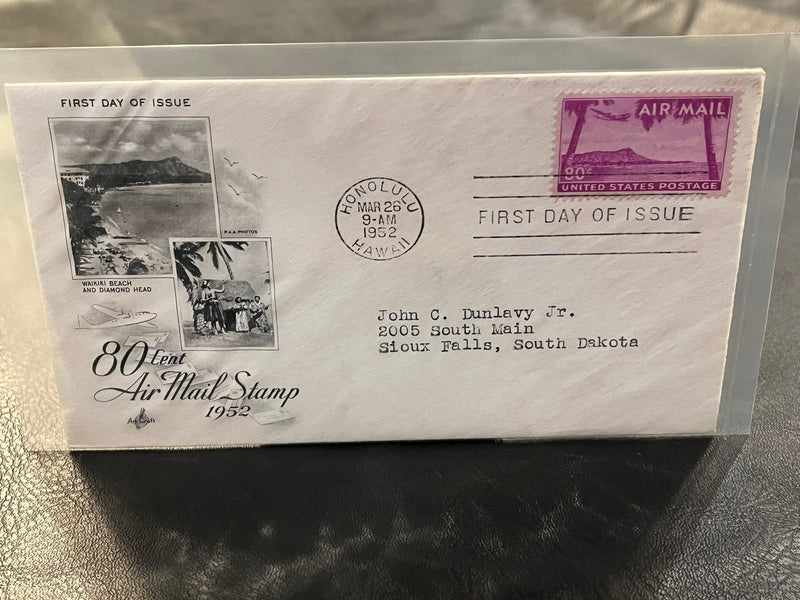 FIRST DAY OF ISSUE
P.A.A. PHOTOS
WAIKIKI BEACH
AND DIAMOND HEAD
80 Cent
Air Mail Stamp
1952
Art Craft
HONOLULU
MAR 26
9-AM
1952
HAWAII
AIR MAIL
80¢
UNITED STATES POSTAGE
FIRST DAY OF ISSUE
John C. Dunlavy Jr.
2005 South Main
Sioux Falls, South Dakota